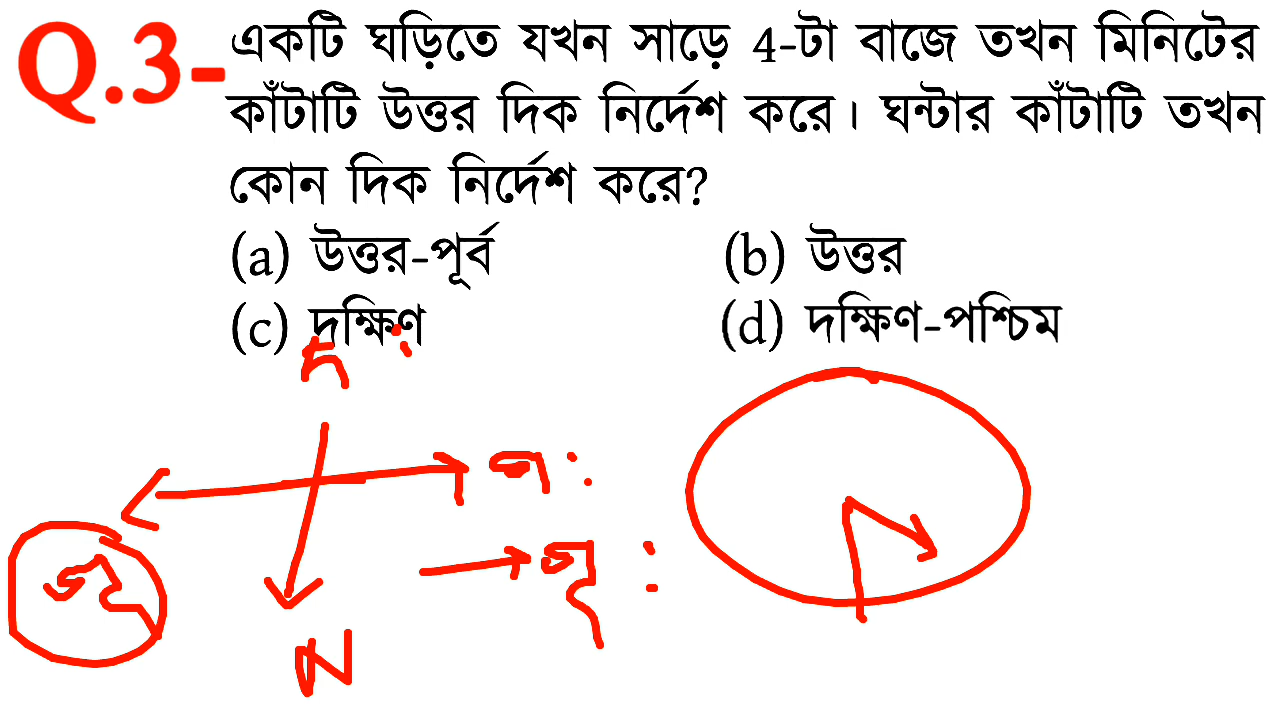 Q.3- একটি ঘড়িতে যখন সাড়ে 4-টা বাজে তখন মিনিটের
কাঁটাটি উত্তর দিক নির্দেশ করে। ঘন্টার কাঁটাটি তখন
কোন দিক নির্দেশ করে?
(a) উত্তর-পূর্ব (b) উত্তর
(c) দক্ষিণ (d) দক্ষিণ-পশ্চিম
দ:
প:
পূ
পূ:
N